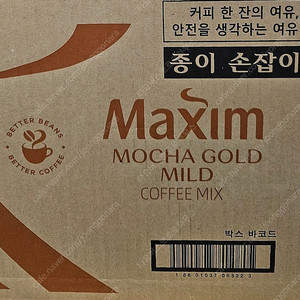 커피 한 잔의 여유,
안전을 생각하는 여유
종이 손잡이
BETTER BEANS
BETTER COFFEE
Maxim
MOCHA GOLD
MILD
COFFEE MIX
박스 바코드